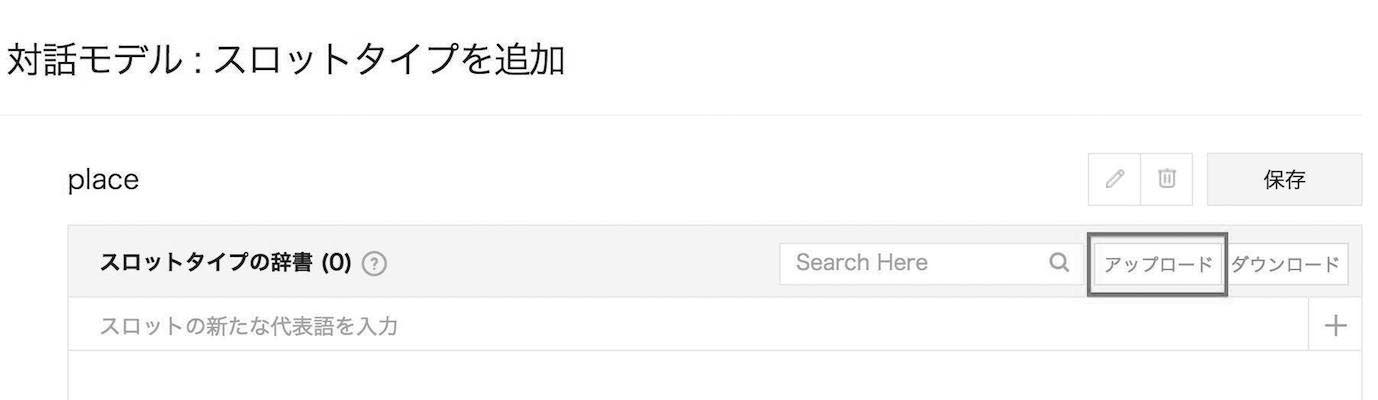 対話モデル : スロットタイプを追加
place
保存
スロットタイプの辞書 (0) ?
Search Here
アップロード
ダウンロード
スロットの新たな代表語を入力